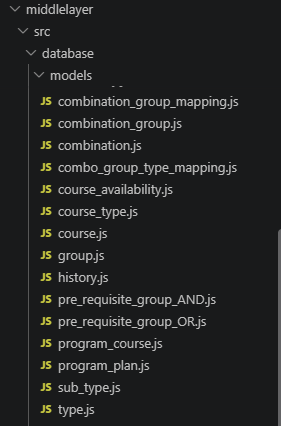 middlelayer
src
database
models
JS combination_group_mapping.js
JS combination_group.js
JS combination.js
JS combo_group_type_mapping.js
JS course_availability.js
JS course_type.js
JS course.js
JS group.js
JS history.js
JS pre_requisite_group_AND.js
JS pre_requisite_group_OR.js
JS program_course.js
JS program_plan.js
JS sub_type.js
JS type.js